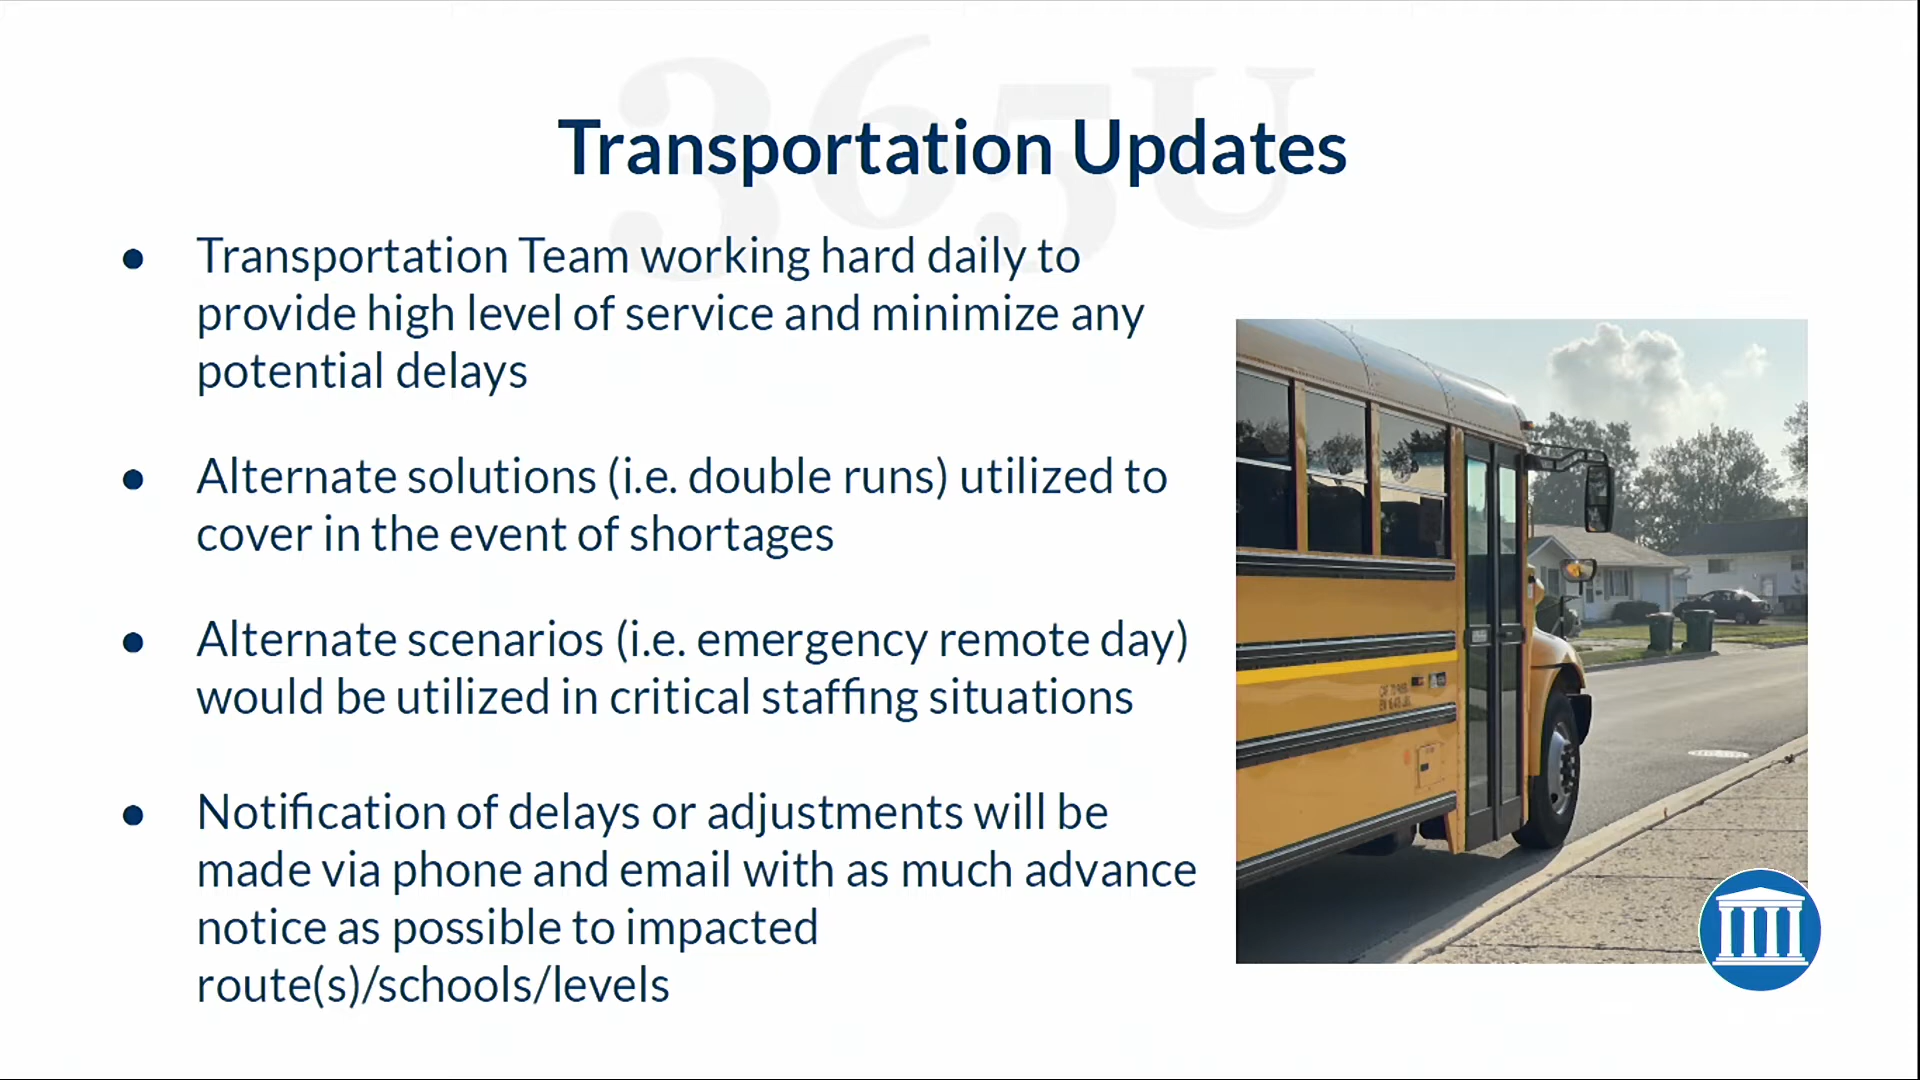 365U
Transportation Updates
● Transportation Team working hard daily to
provide high level of service and minimize any
potential delays
● Alternate solutions (i.e. double runs) utilized to
cover in the event of shortages
● Alternate scenarios (i.e. emergency remote day)
would be utilized in critical staffing situations
● Notification of delays or adjustments will be
made via phone and email with as much advance
notice as possible to impacted
route(s)/schools/levels